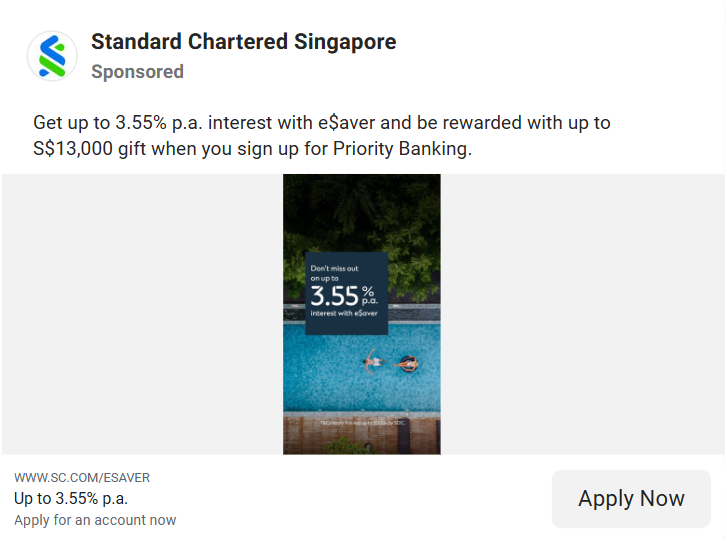 Standard Chartered Singapore
Sponsored
Get up to 3.55% p.a. interest with e$aver and be rewarded with up to
S$13,000 gift when you sign up for Priority Banking.
Don't miss out
on up to
3.55% p.a.
interest with e$aver
WWW.SC.COM/ESAVER
Up to 3.55% p.a.
Apply for an account now
Apply Now